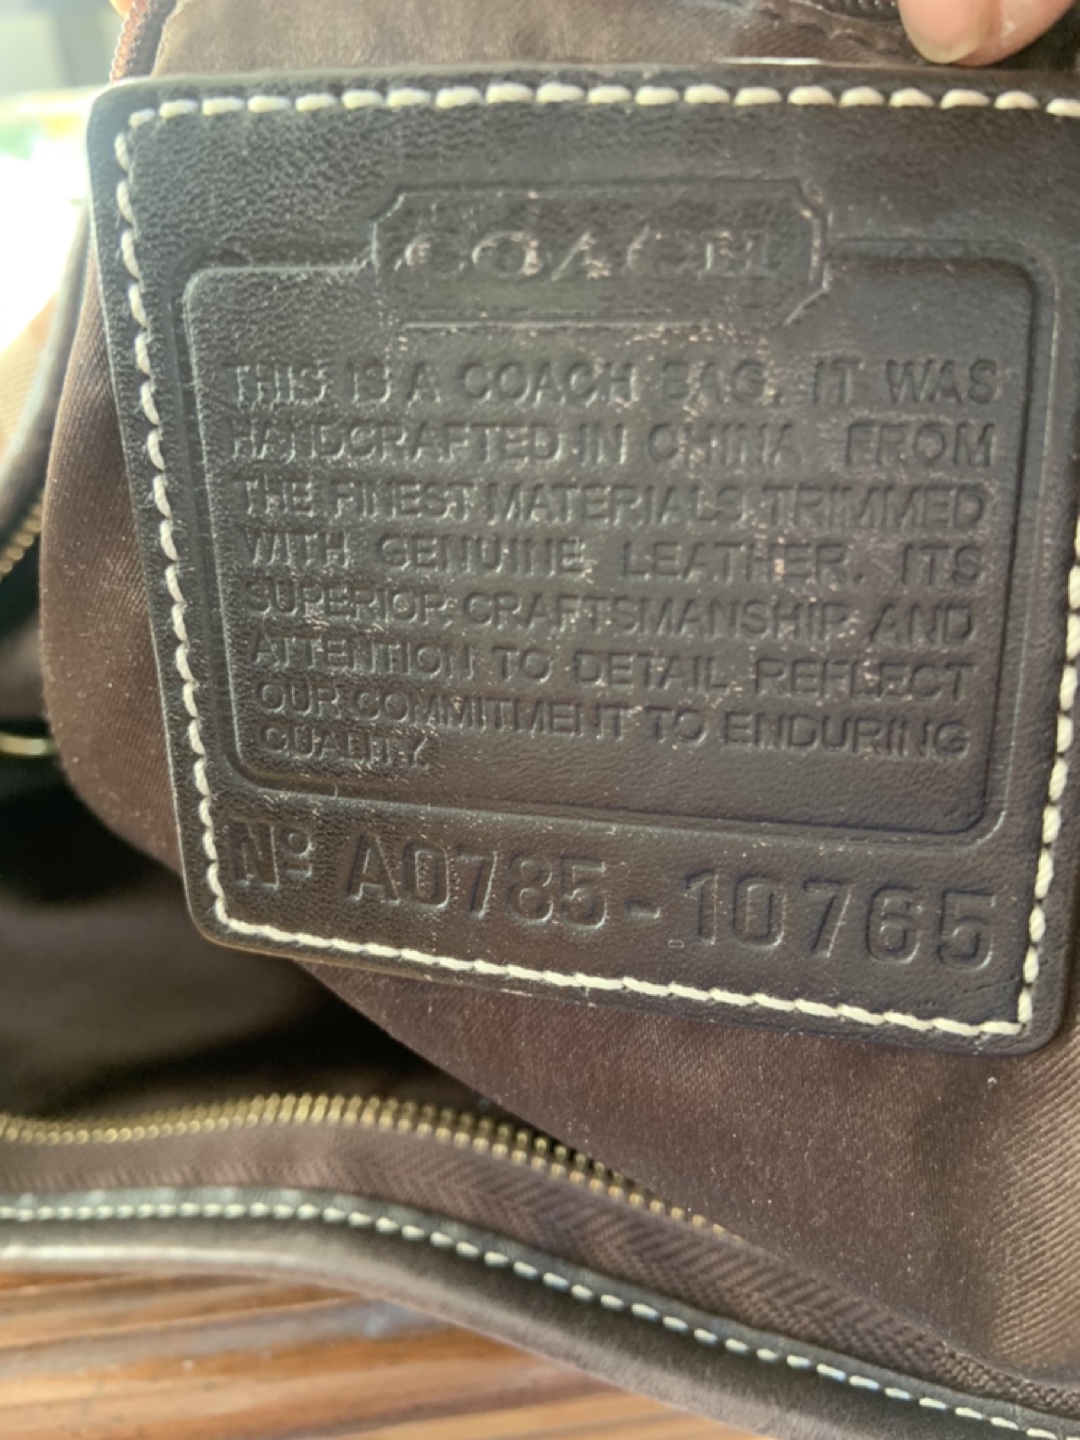 COACH
THIS IS A COACH BAG. IT WAS
HANDCRAFTED IN CHINA FROM
THE FINEST MATERIALS TRIMMED
WITH GENUINE LEATHER. ITS
SUPERIOR CRAFTSMANSHIP AND
ATTENTION TO DETAIL REFLECT
OUR COMMITMENT TO ENDURING
QUALITY.
Nº A0785-10765